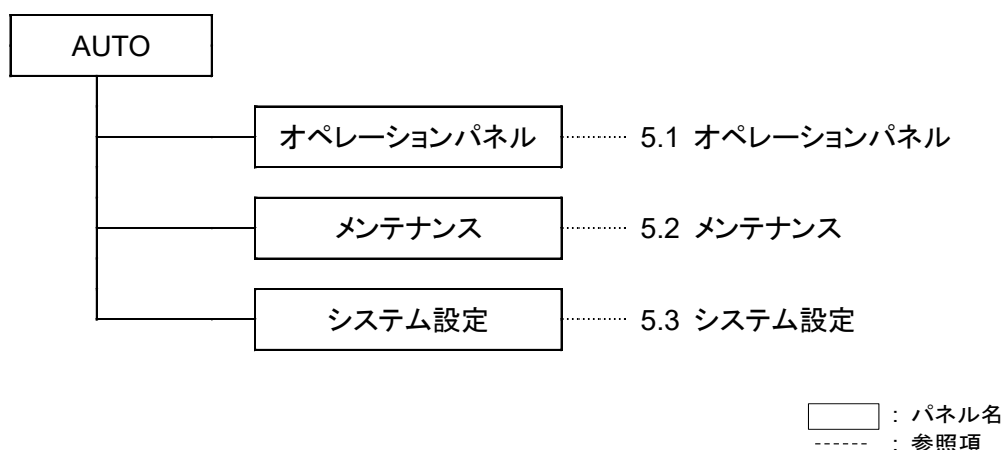 AUTO
オペレーションパネル 5.1 オペレーションパネル
メンテナンス 5.2 メンテナンス
システム設定 5.3 システム設定
: パネル名
: 参照項